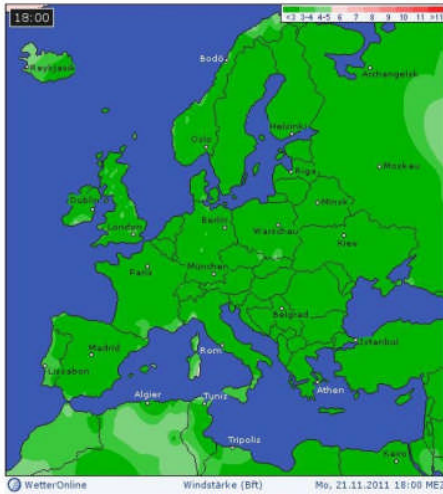 18:00
<3 3-4 4-5 6 7 8 9 10 11 >11
Reykjavik
Bodö
Archangelsk
Helsinki
Oslo
Riga
Mozkau
Dublin
Minsk
London
Berlin
Warschau
Kiev
Paris
München
Belgrad
Madrid
Rom
Istanbul
Lissabon
Algier
Tunis
Athen
Tripolis
Kairo
WetterOnline Windstärke (Bft) Mo, 21.11.2011 18:00 MEZ